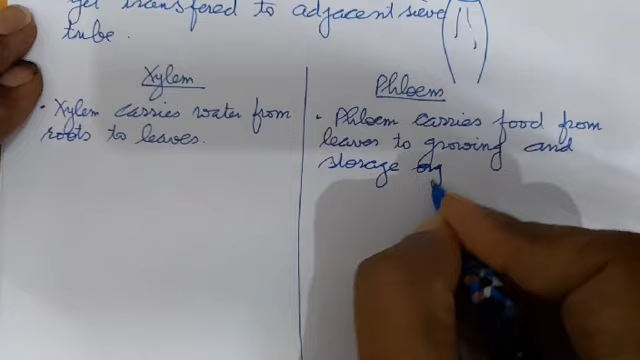 get transfered to adjacent sieve
tube.
Xylem
• Xylem carries water from
roots to leaves.
Phloem
• Phloem carries food from
leaves to growing and
storage org